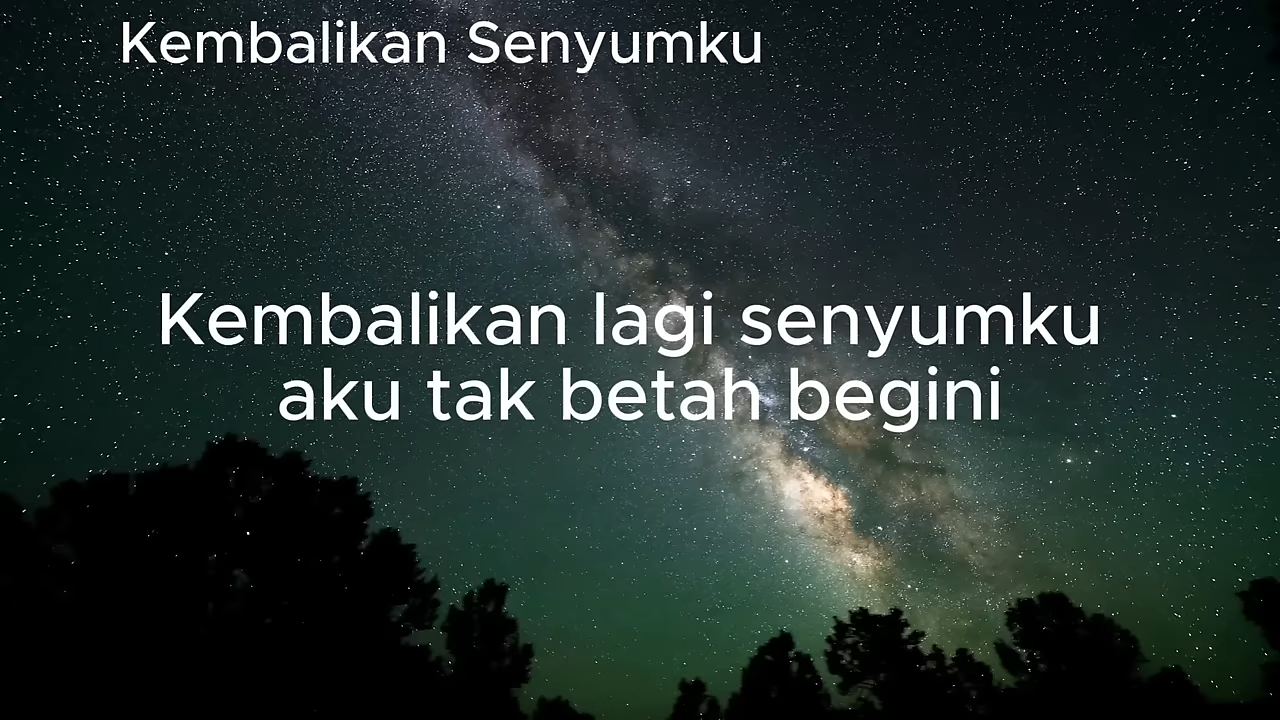 Kembalikan Senyumku
Kembalikan lagi senyumku
aku tak betah begini